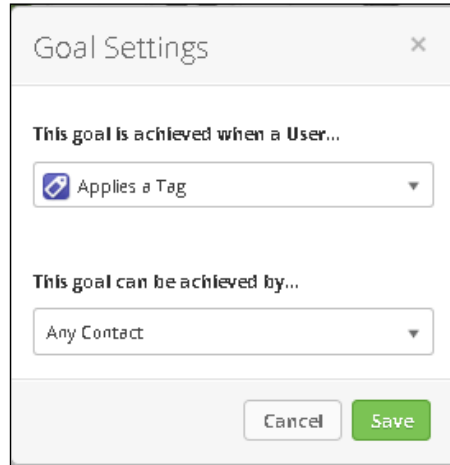 Goal Settings ×
This goal is achieved when a User...
Applies a Tag
This goal can be achieved by...
Any Contact
Cancel Save